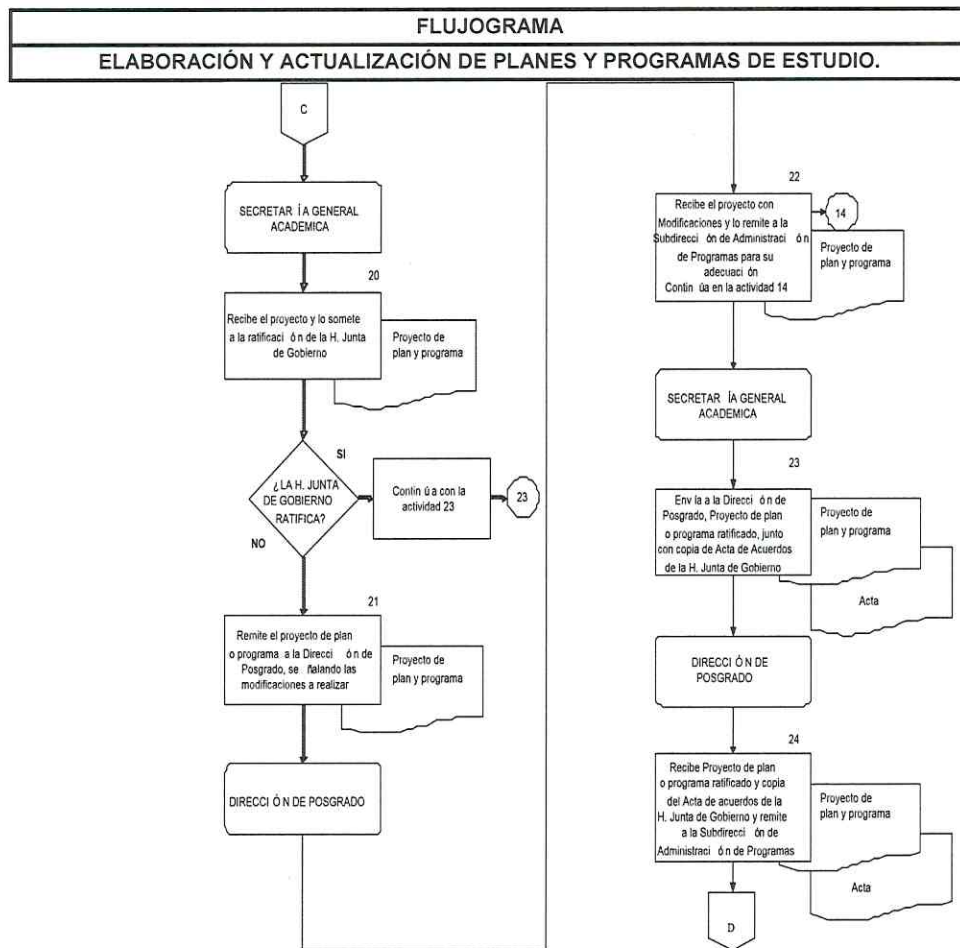 FLUJOGRAMA
ELABORACIÓN Y ACTUALIZACIÓN DE PLANES Y PROGRAMAS DE ESTUDIO.
C
SECRETAR ÍA GENERAL
ACADEMICA
20
Recibe el proyecto y lo somete
a la ratificaci ón de la H. Junta
de Gobierno
Proyecto de
plan y programa
SI
¿LA H. JUNTA
DE GOBIERNO
RATIFICA?
Contin úa con la
actividad 23
23
NO
21
Remite el proyecto de plan
o programa a la Direcci ón de
Posgrado, se ñalando las
modificaciones a realizar
Proyecto de
plan y programa
DIRECCI ÓN DE POSGRADO
22
Recibe el proyecto con
Modificaciones y lo remite a la
Subdirecci ón de Administraci ón
de Programas para su
adecuaci ón
Contin úa en la actividad 14
14
Proyecto de
plan y programa
SECRETAR ÍA GENERAL
ACADEMICA
23
Env ía a la Direcci ón de
Posgrado, Proyecto de plan
o programa ratificado, junto
con copia de Acta de Acuerdos
de la H. Junta de Gobierno
Proyecto de
plan y programa
Acta
DIRECCI ÓN DE
POSGRADO
24
Recibe Proyecto de plan
o programa ratificado y copia
del Acta de acuerdos de la
H. Junta de Gobierno y remite
a la Subdirecci ón de
Administraci ón de Programas
Proyecto de
plan y programa
Acta
D